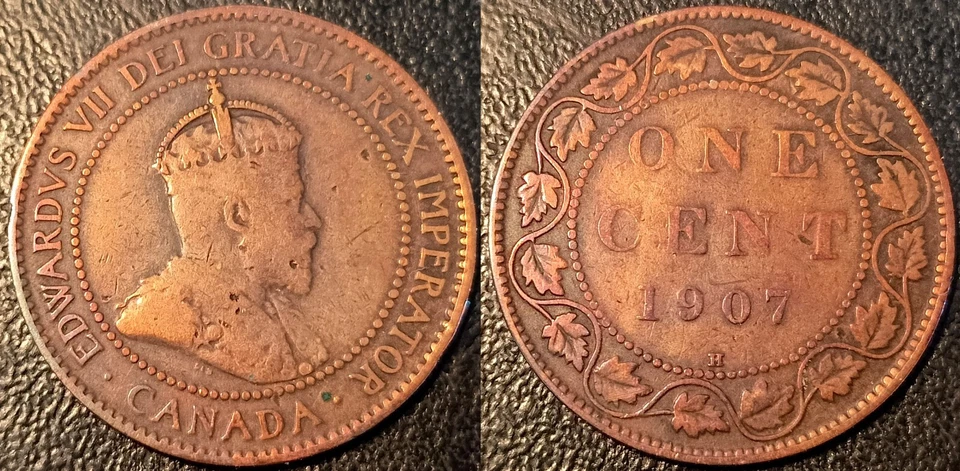 EDWARDVS VII DEI GRATIA REX IMPERATOR
CANADA
ONE
CENT
1907
H